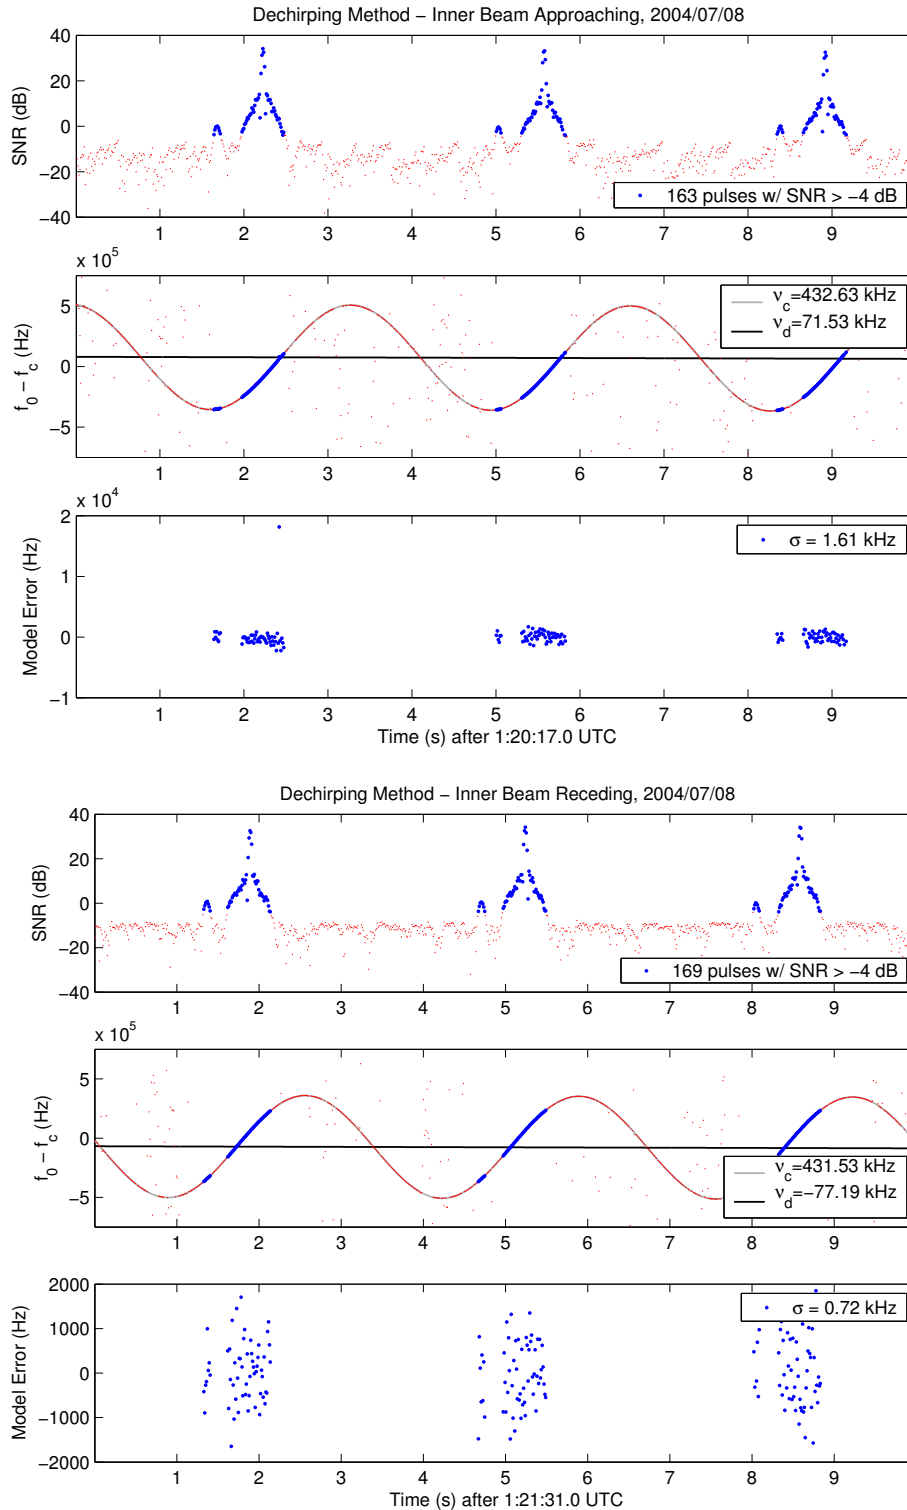 Dechirping Method − Inner Beam Approaching, 2004/07/08
SNR (dB)
40
20
0
−20
−40
163 pulses w/ SNR > −4 dB
1 2 3 4 5 6 7 8 9
x 10^5
f_0 − f_c (Hz)
5
0
−5
ν_c=432.63 kHz
ν_d=71.53 kHz
1 2 3 4 5 6 7 8 9
x 10^4
Model Error (Hz)
2
1
0
−1
σ = 1.61 kHz
1 2 3 4 5 6 7 8 9
Time (s) after 1:20:17.0 UTC
Dechirping Method − Inner Beam Receding, 2004/07/08
SNR (dB)
40
20
0
−20
−40
169 pulses w/ SNR > −4 dB
1 2 3 4 5 6 7 8 9
x 10^5
f_0 − f_c (Hz)
5
0
−5
ν_c=431.53 kHz
ν_d=−77.19 kHz
1 2 3 4 5 6 7 8 9
Model Error (Hz)
2000
1000
0
−1000
−2000
σ = 0.72 kHz
1 2 3 4 5 6 7 8 9
Time (s) after 1:21:31.0 UTC